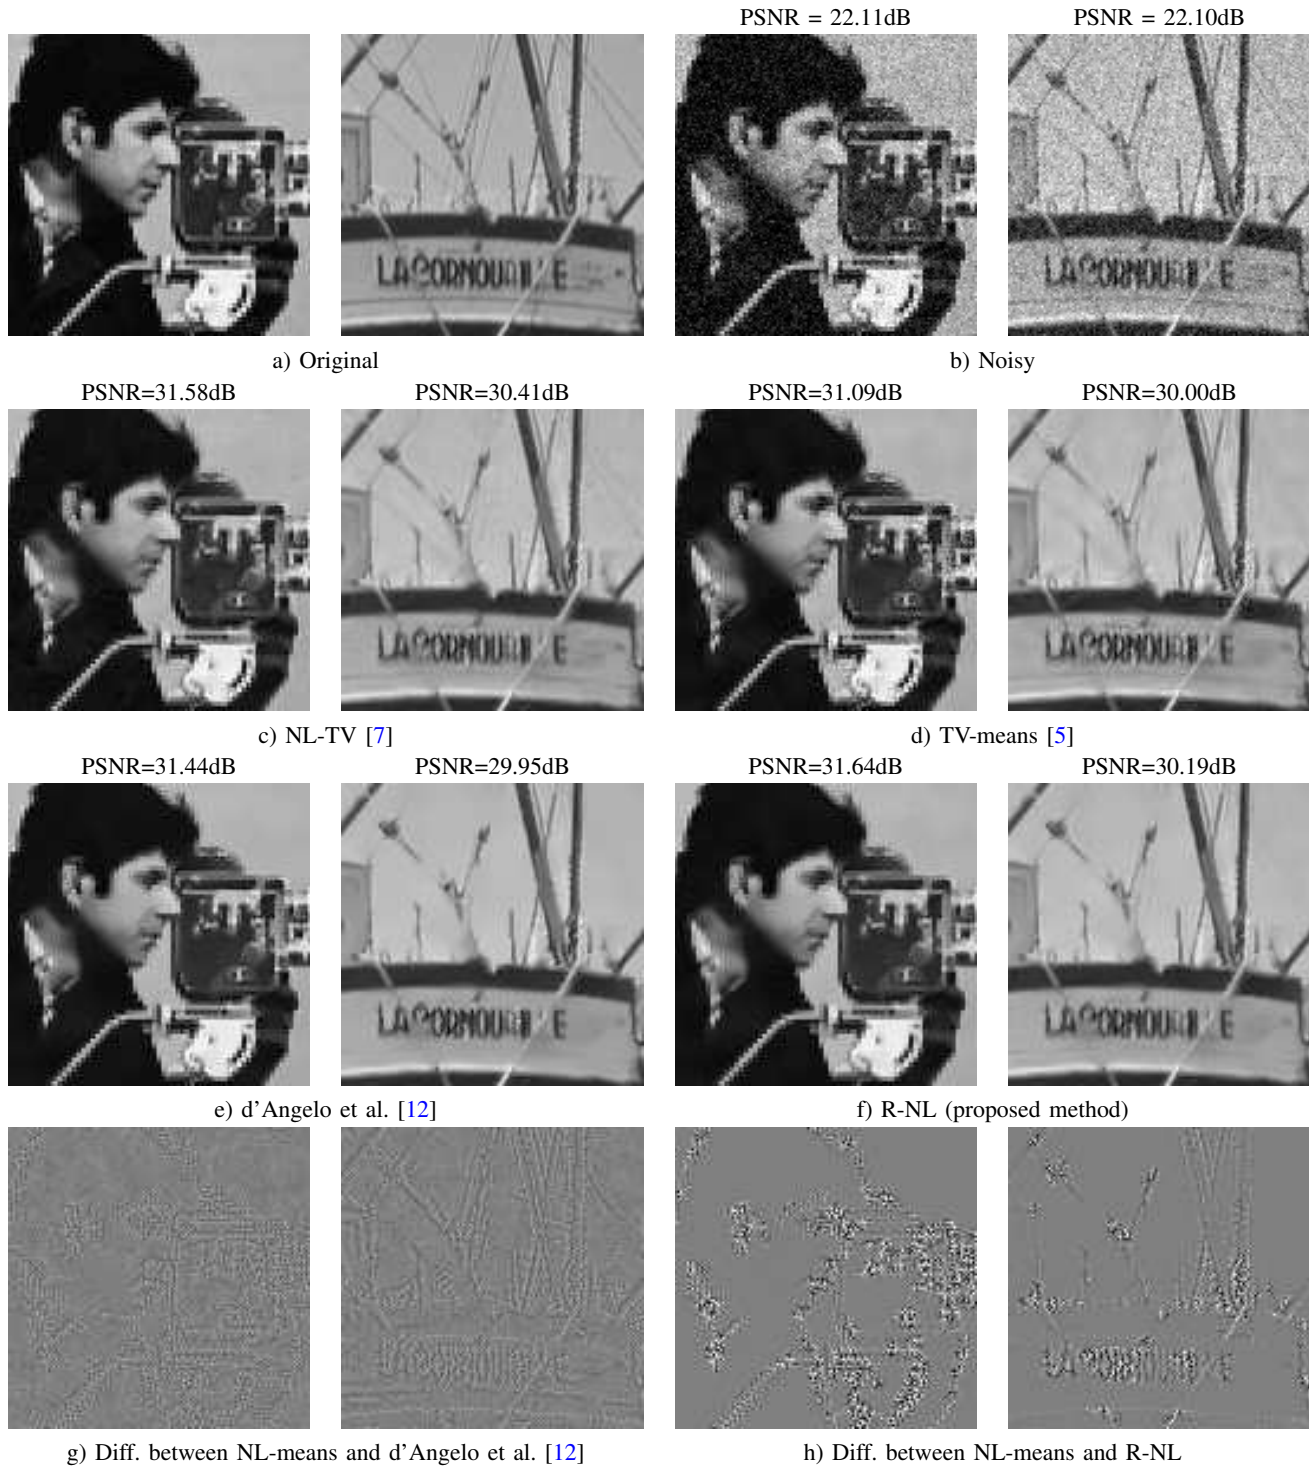 PSNR = 22.11dB PSNR = 22.10dB
a) Original b) Noisy
PSNR=31.58dB PSNR=30.41dB PSNR=31.09dB PSNR=30.00dB
c) NL-TV [7] d) TV-means [5]
PSNR=31.44dB PSNR=29.95dB PSNR=31.64dB PSNR=30.19dB
e) d'Angelo et al. [12] f) R-NL (proposed method)
g) Diff. between NL-means and d'Angelo et al. [12] h) Diff. between NL-means and R-NL